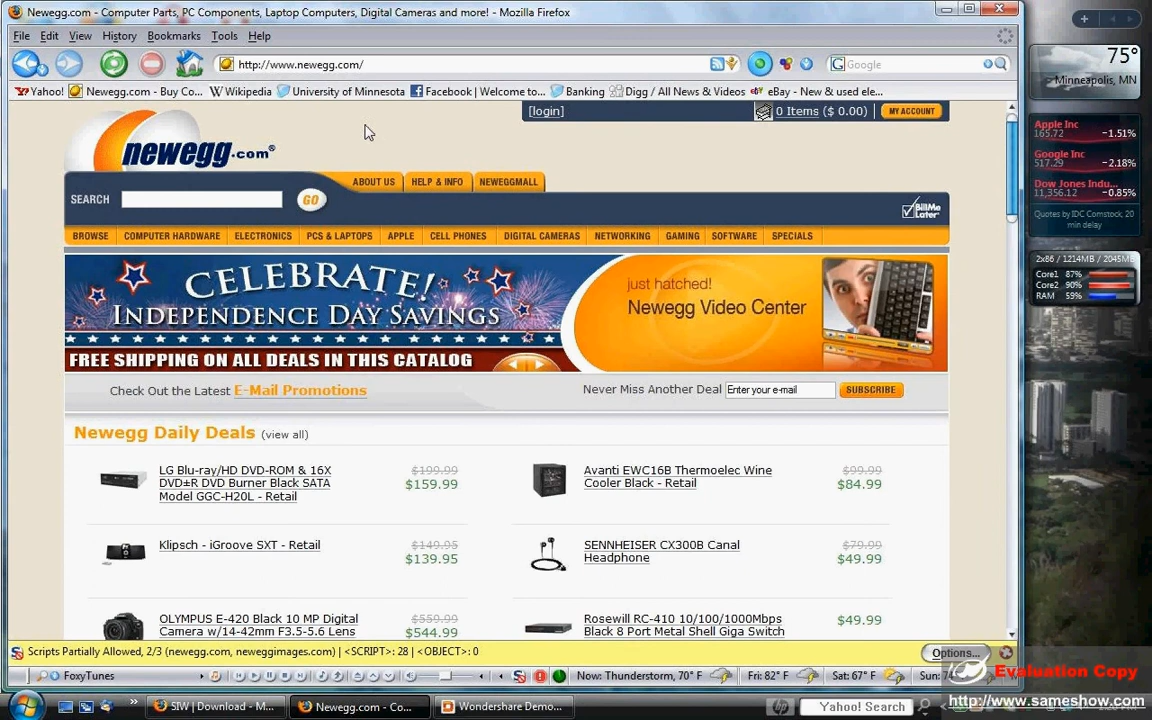 Newegg.com - Computer Parts, PC Components, Laptop Computers, Digital Cameras and more! - Mozilla Firefox
File Edit View History Bookmarks Tools Help
http://www.newegg.com/
Google
Yahoo! Newegg.com - Buy Co... Wikipedia University of Minnesota Facebook | Welcome to... Banking Digg / All News & Videos eBay - New & used ele...
[login] 0 Items ($ 0.00) MY ACCOUNT
newegg.com®
ABOUT US HELP & INFO NEWEGGMALL
SEARCH GO
BillMe Later
BROWSE COMPUTER HARDWARE ELECTRONICS PCS & LAPTOPS APPLE CELL PHONES DIGITAL CAMERAS NETWORKING GAMING SOFTWARE SPECIALS
CELEBRATE!
INDEPENDENCE DAY SAVINGS
FREE SHIPPING ON ALL DEALS IN THIS CATALOG
just hatched!
Newegg Video Center
Check Out the Latest E-Mail Promotions
Never Miss Another Deal Enter your e-mail SUBSCRIBE
Newegg Daily Deals (view all)
LG Blu-ray/HD DVD-ROM & 16X
DVD±R DVD Burner Black SATA
Model GGC-H20L - Retail
$199.99
$159.99
Avanti EWC16B Thermoelec Wine
Cooler Black - Retail
$99.99
$84.99
Klipsch - iGroove SXT - Retail
$149.95
$139.95
SENNHEISER CX300B Canal
Headphone
$79.99
$49.99
OLYMPUS E-420 Black 10 MP Digital
Camera w/14-42mm F3.5-5.6 Lens
$559.99
$544.99
Rosewill RC-410 10/100/1000Mbps
Black 8 Port Metal Shell Giga Switch
$49.99
Scripts Partially Allowed, 2/3 (newegg.com, neweggimages.com) | <SCRIPT>: 28 | <OBJECT>: 0
Options...
FoxyTunes
Now: Thunderstorm, 70° F Fri: 82° F Sat: 67° F Sun:
SIW | Download - M... Newegg.com - Co... Wondershare Demo...
Yahoo! Search
75°
Minneapolis, MN
Apple Inc
165.72 -1.51%
Google Inc
517.29 -2.18%
Dow Jones Indu...
11,356.12 -0.85%
Quotes by IDC Comstock, 20
min delay
2x86 / 1214MB / 2045MB
Core1 87%
Core2 90%
RAM 59%
Evaluation Copy
http://www.sameshow.com